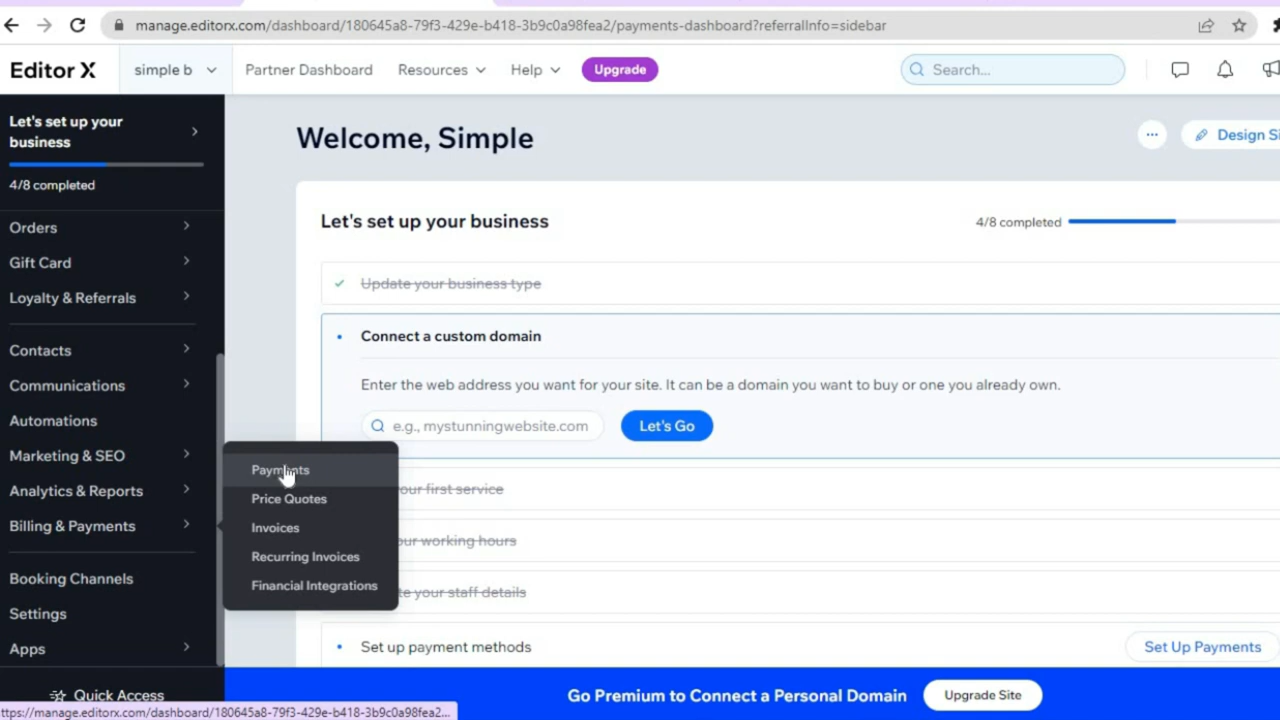 manage.editorx.com/dashboard/180645a8-79f3-429e-b418-3b9c0a98fea2/payments-dashboard?referralInfo=sidebar
Editor X
simple b
Partner Dashboard
Resources
Help
Upgrade
Search...
Let's set up your
business
4/8 completed
Orders
Gift Card
Loyalty & Referrals
Contacts
Communications
Automations
Marketing & SEO
Analytics & Reports
Billing & Payments
Booking Channels
Settings
Apps
Quick Access
Payments
Price Quotes
Invoices
Recurring Invoices
Financial Integrations
Welcome, Simple
Design Si
Let's set up your business
4/8 completed
Update your business type
Connect a custom domain
Enter the web address you want for your site. It can be a domain you want to buy or one you already own.
e.g., mystunningwebsite.com
Let's Go
our first service
our working hours
te your staff details
Set up payment methods
Set Up Payments
Go Premium to Connect a Personal Domain
Upgrade Site
ttps://manage.editorx.com/dashboard/180645a8-79f3-429e-b418-3b9c0a98fea2...